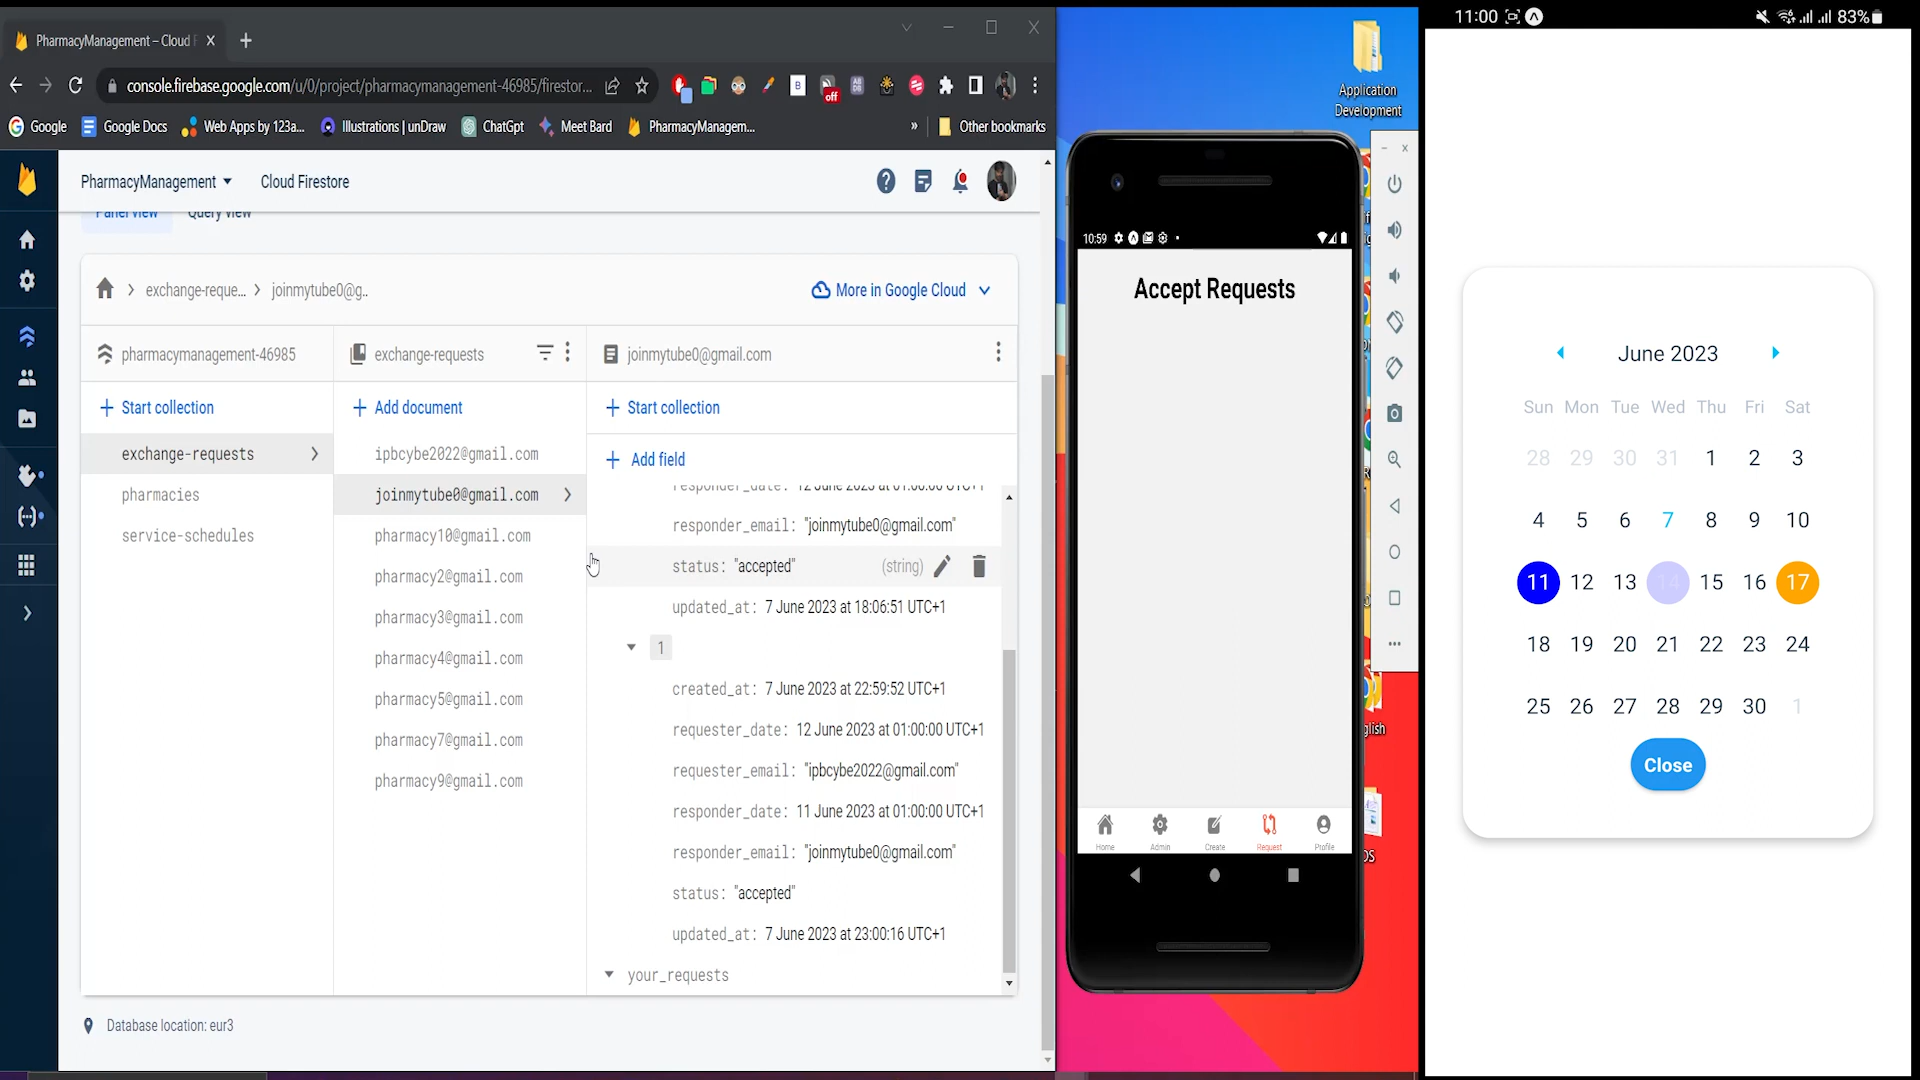 PharmacyManagement – Cloud F
console.firebase.google.com/u/0/project/pharmacymanagement-46985/firestor...
off
Google
Google Docs
Web Apps by 123a...
Illustrations | unDraw
ChatGpt
Meet Bard
PharmacyManagem...
»
Other bookmarks
PharmacyManagement
Cloud Firestore
Panel view
Query view
exchange-reque...
joinmytube0@g..
More in Google Cloud
pharmacymanagement-46985
exchange-requests
joinmytube0@gmail.com
+ Start collection
+ Add document
+ Start collection
exchange-requests
pharmacies
service-schedules
ipbcybe2022@gmail.com
joinmytube0@gmail.com
pharmacy10@gmail.com
pharmacy2@gmail.com
pharmacy3@gmail.com
pharmacy4@gmail.com
pharmacy5@gmail.com
pharmacy7@gmail.com
pharmacy9@gmail.com
+ Add field
responder_date: 12 June 2023 at 01:00:00 UTC+1
responder_email: "joinmytube0@gmail.com"
status: "accepted" (string)
updated_at: 7 June 2023 at 18:06:51 UTC+1
1
created_at: 7 June 2023 at 22:59:52 UTC+1
requester_date: 12 June 2023 at 01:00:00 UTC+1
requester_email: "ipbcybe2022@gmail.com"
responder_date: 11 June 2023 at 01:00:00 UTC+1
responder_email: "joinmytube0@gmail.com"
status: "accepted"
updated_at: 7 June 2023 at 23:00:16 UTC+1
your_requests
Database location: eur3
Application
Development
10:59
Accept Requests
Home
Admin
Create
Request
Profile
11:00
83%
June 2023
Sun Mon Tue Wed Thu Fri Sat
28 29 30 31 1 2 3
4 5 6 7 8 9 10
11 12 13 14 15 16 17
18 19 20 21 22 23 24
25 26 27 28 29 30 1
Close